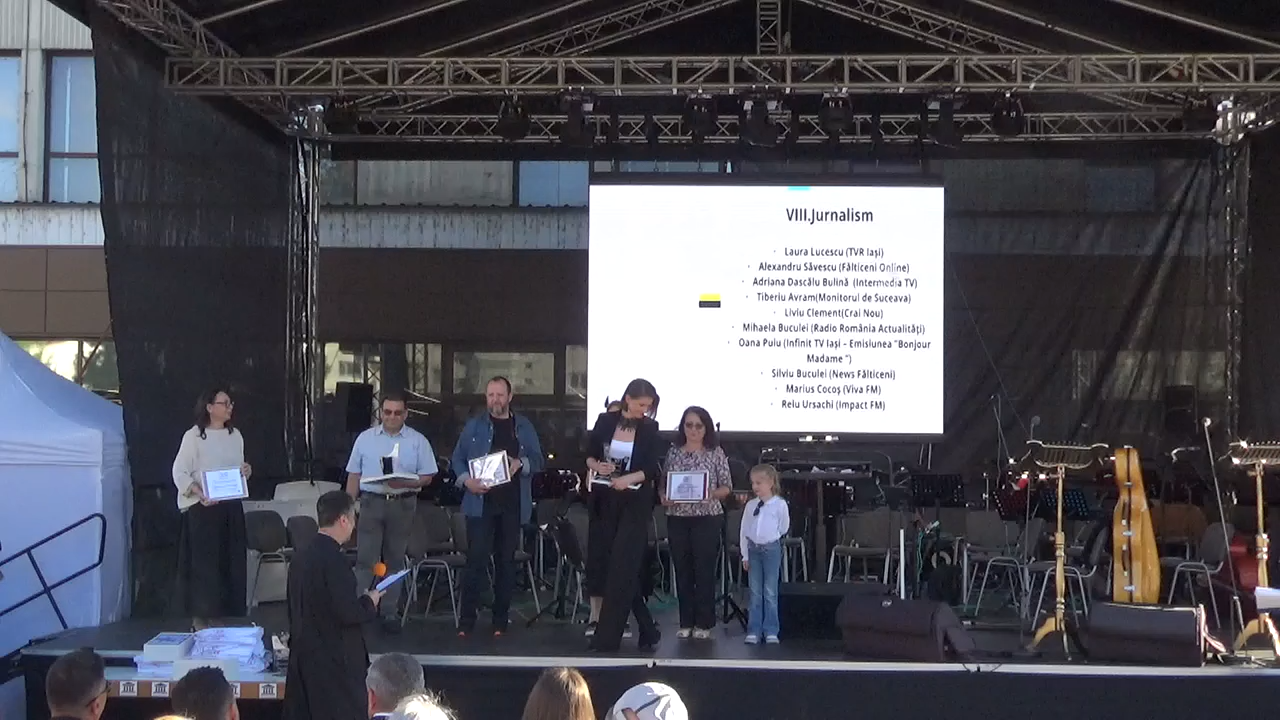 VIII.Jurnalism
· Laura Lucescu (TVR Iași)
· Alexandru Săvescu (Fălticeni Online)
· Adriana Dascălu Bulină (Intermedia TV)
· Tiberiu Avram(Monitorul de Suceava)
· Liviu Clement(Crai Nou)
· Mihaela Buculei (Radio România Actualități)
· Oana Puiu (Infinit TV Iași - Emisiunea "Bonjour
Madame ")
· Silviu Buculei (News Fălticeni)
· Marius Cocoș (Viva FM)
· Relu Ursachi (Impact FM)